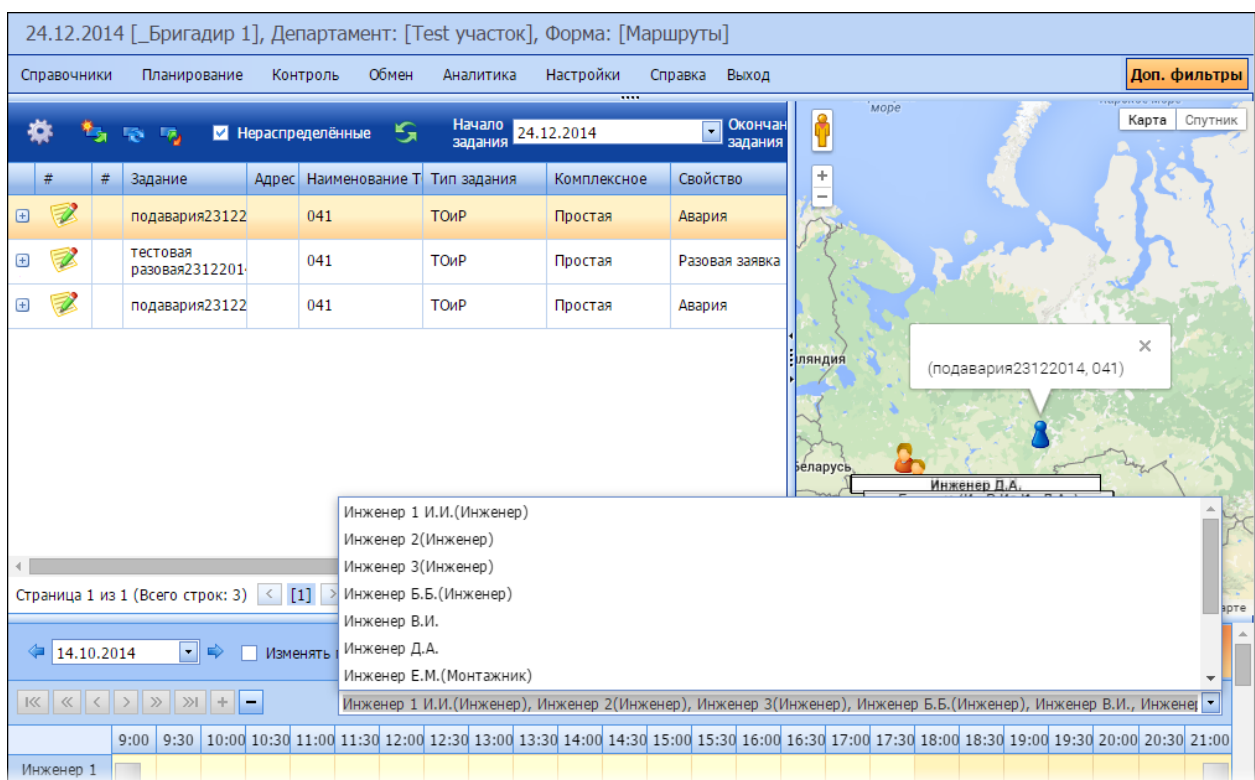 24.12.2014 [_Бригадир 1], Департамент: [Test участок], Форма: [Маршруты]
Справочники Планирование Контроль Обмен Аналитика Настройки Справка Выход Доп. фильтры
Нераспределённые Начало задания 24.12.2014 Окончан задания
# # Задание Адрес Наименование Т Тип задания Комплексное Свойство
подавария23122 041 ТОиР Простая Авария
тестовая
разовая2312201 041 ТОиР Простая Разовая заявка
подавария23122 041 ТОиР Простая Авария
море
Карта Спутник
ляндия
(подавария23122014, 041)
Беларусь
Инженер Д.А.
Инженер 1 И.И.(Инженер)
Инженер 2(Инженер)
Инженер 3(Инженер)
Инженер Б.Б.(Инженер)
Инженер В.И.
Инженер Д.А.
Инженер Е.М.(Монтажник)
Страница 1 из 1 (Всего строк: 3) [1]
арте
14.10.2014 Изменять
Инженер 1 И.И.(Инженер), Инженер 2(Инженер), Инженер 3(Инженер), Инженер Б.Б.(Инженер), Инженер В.И., Инженер
9:00 9:30 10:00 10:30 11:00 11:30 12:00 12:30 13:00 13:30 14:00 14:30 15:00 15:30 16:00 16:30 17:00 17:30 18:00 18:30 19:00 19:30 20:00 20:30 21:00
Инженер 1